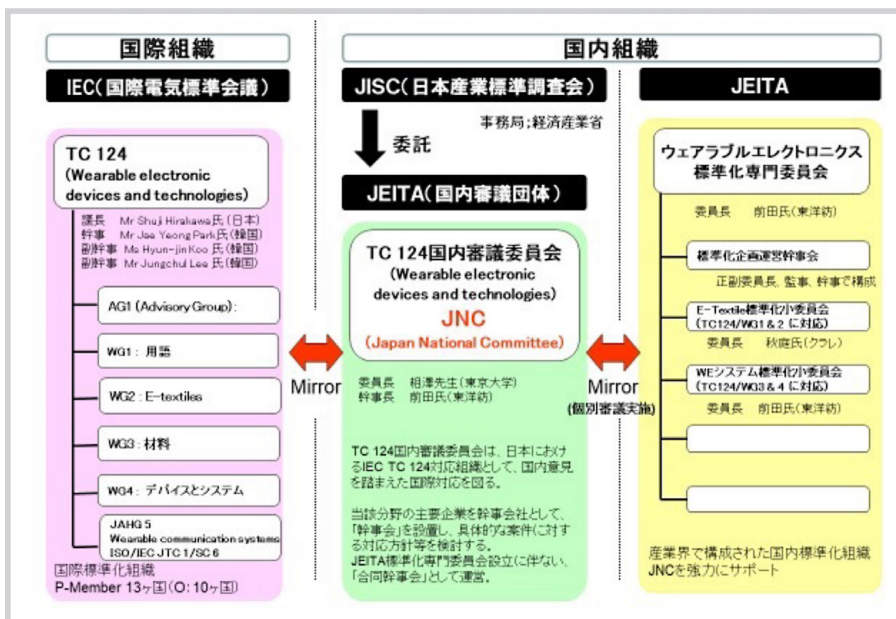 国際組織
国内組織
IEC(国際電気標準会議)
JISC(日本産業標準調査会)
JEITA
事務局;経済産業省
委託
JEITA(国内審議団体)
TC 124
(Wearable electronic
devices and technologies)
議長 Mr Shuji Hirakawa氏(日本)
幹事 Mr Jae Yeong Park氏(韓国)
副幹事 Ms Hyun-jin Koo 氏(韓国)
副幹事 Mr Jungchul Lee 氏(韓国)
AG1 (Advisory Group):
WG1:用語
WG2:E-textiles
WG3:材料
WG4:デバイスとシステム
JAHG 5
Wearable communication systems
ISO/IEC JTC 1/SC 6
国際標準化組織
P-Member 13ヶ国(O:10ヶ国)
Mirror
TC 124国内審議委員会
(Wearable electronic
devices and technologies)
JNC
(Japan National Committee)
委員長 相澤先生(東京大学)
幹事長 前田氏(東洋紡)
TC 124国内審議委員会は、日本におけ
るIEC TC 124対応組織として、国内意見
を踏まえた国際対応を図る。
当該分野の主要企業を幹事会社として、
「幹事会」を設置し、具体的な案件に対す
る対応方針等を検討する。
JEITA標準化専門委員会設立に伴ない、
「合同幹事会」として運営。
Mirror
(個別審議実施)
ウェアラブルエレクトロニクス
標準化専門委員会
委員長 前田氏(東洋紡)
標準化企画運営幹事会
正副委員長、監事、幹事で構成
E-Textile標準化小委員会
(TC124/WG1 & 2 に対応)
委員長 秋庭氏(クラレ)
WEシステム標準化小委員会
(TC124/WG3 & 4 に対応)
委員長 前田氏(東洋紡)
産業界で構成された国内標準化組織
JNCを強力にサポート